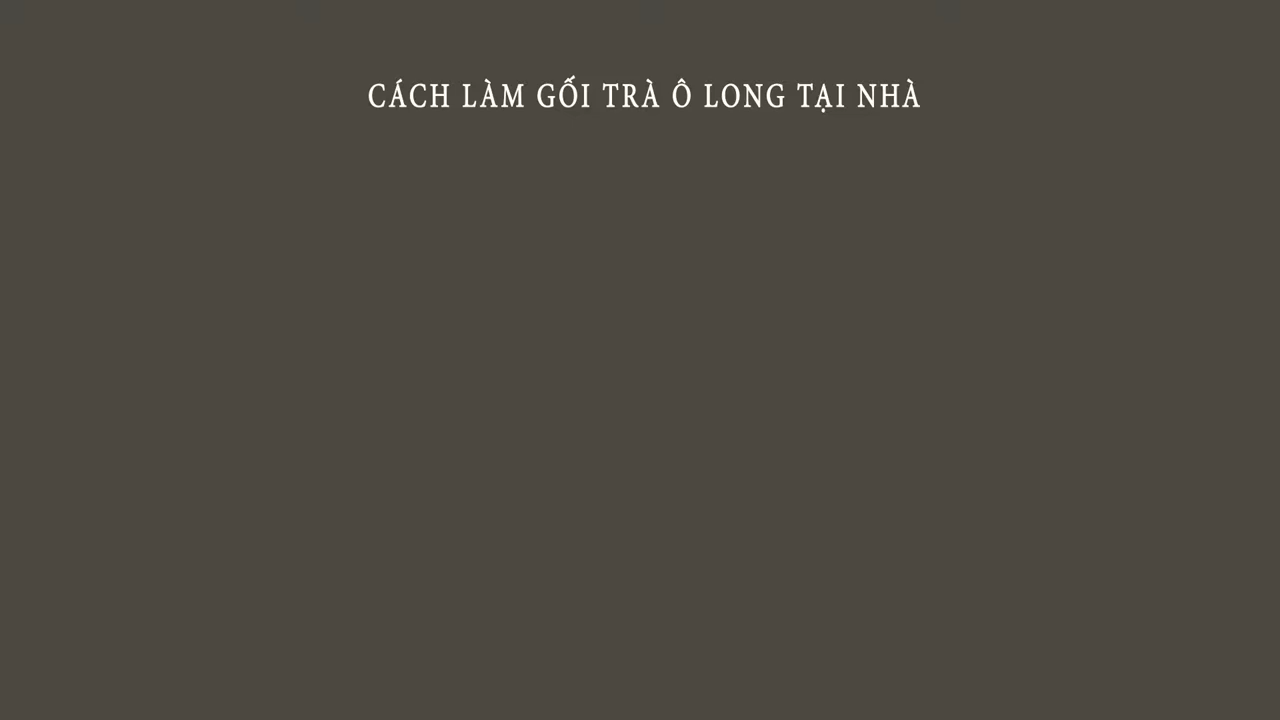 CÁCH LÀM GỐI TRÀ Ô LONG TẠI NHÀ